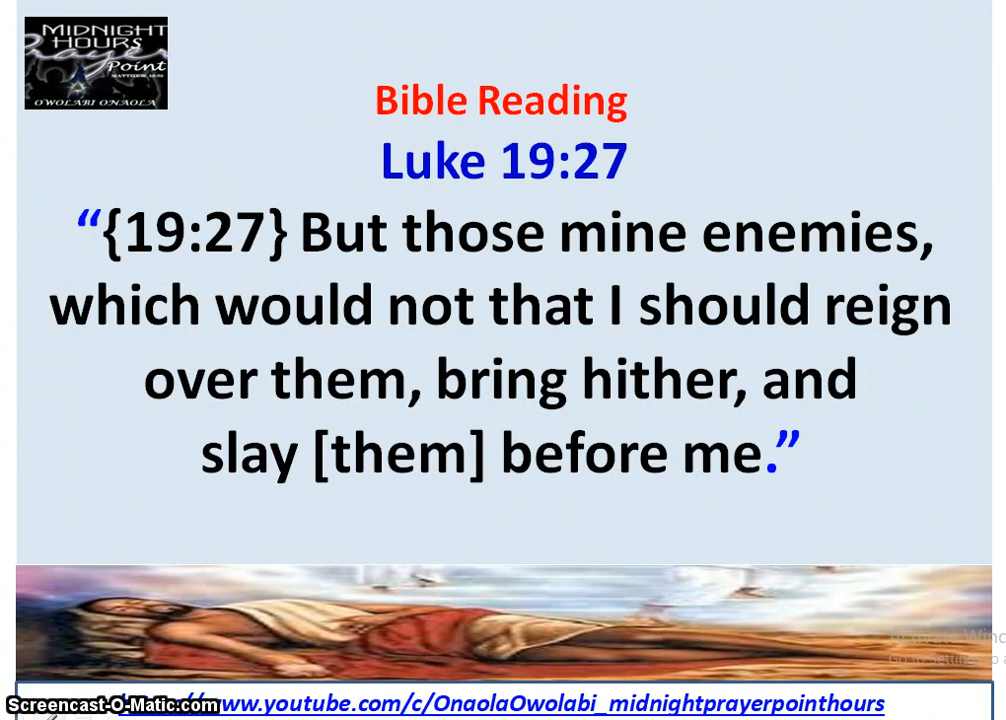 MIDNIGHT
HOURS
Prayer
Point
OWOLABI ONAOLA
Bible Reading
Luke 19:27
“{19:27} But those mine enemies,
which would not that I should reign
over them, bring hither, and
slay [them] before me.”
Screencast-O-Matic.com
www.youtube.com/c/OnaolaOwolabi_midnightprayerpointhours